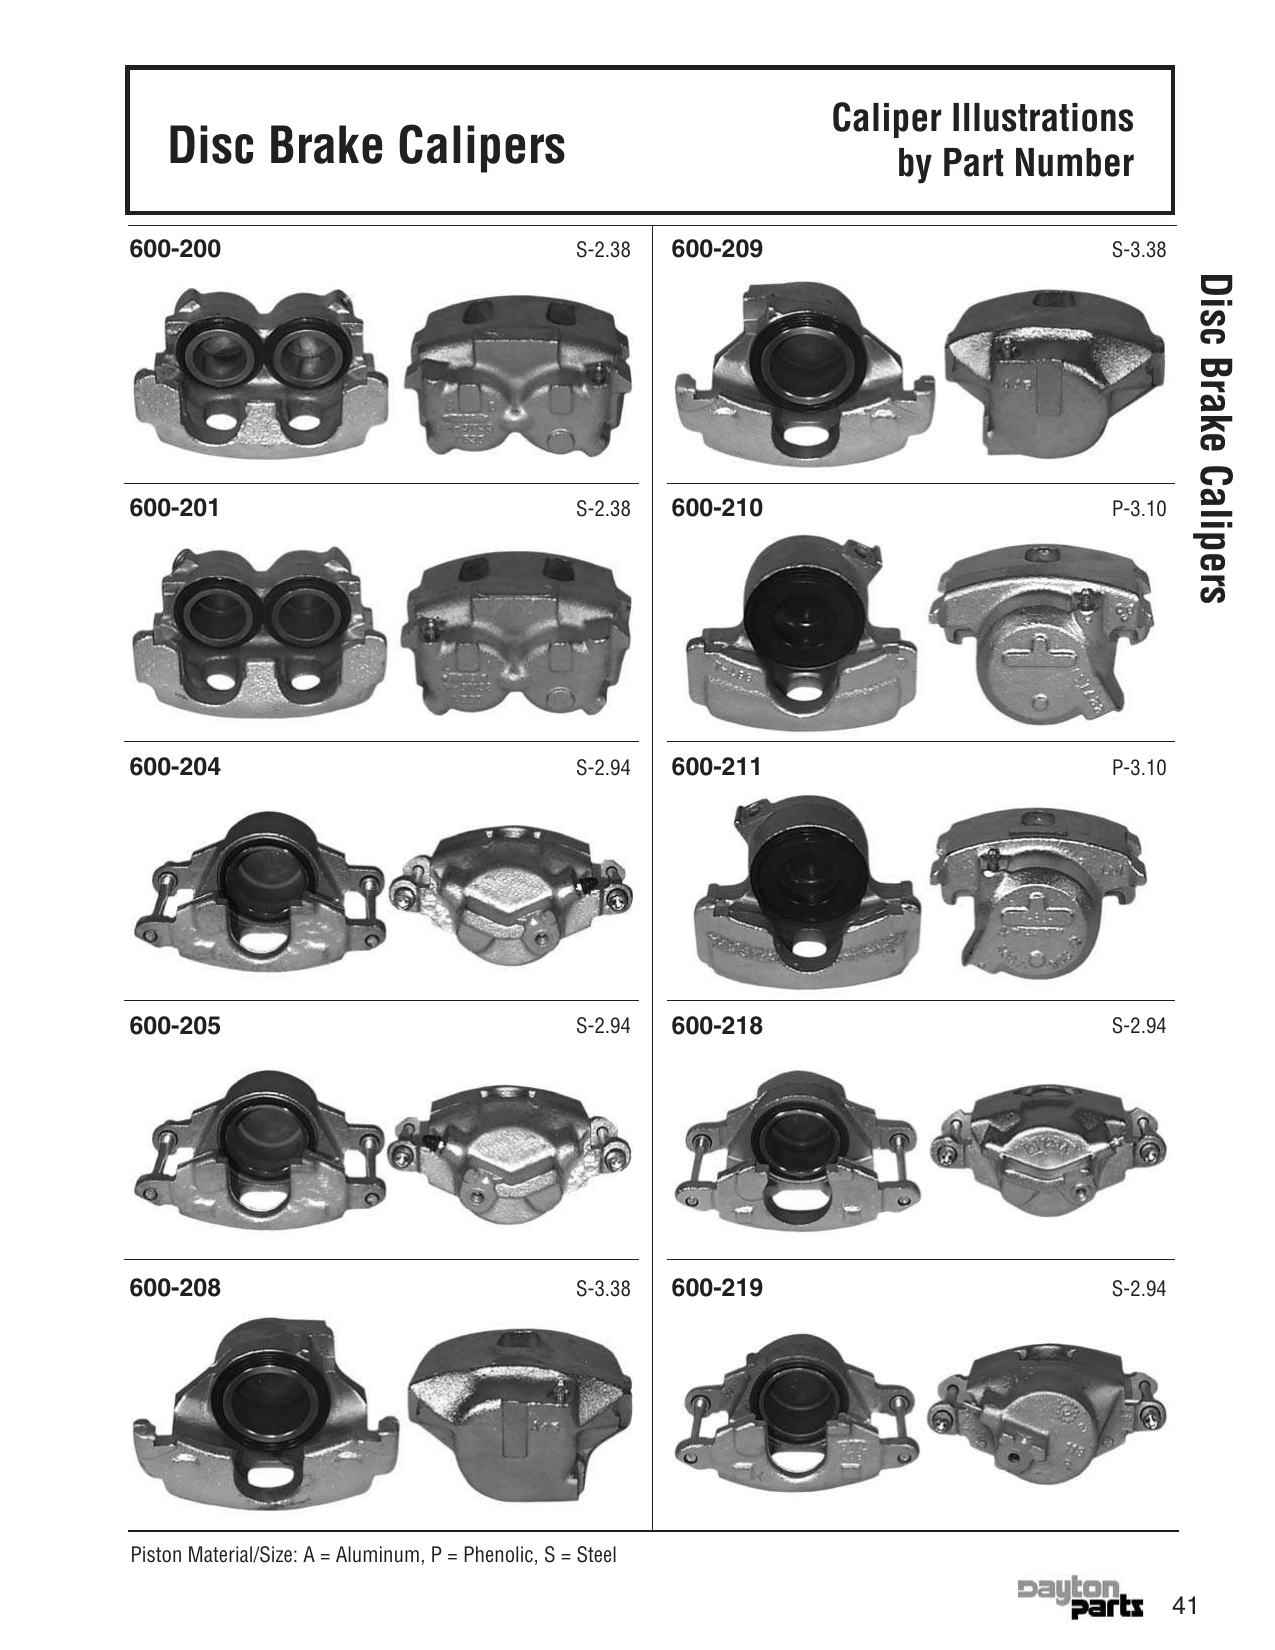 Disc Brake Calipers
Caliper Illustrations
by Part Number
600-200 S-2.38
600-201 S-2.38
600-204 S-2.94
600-205 S-2.94
600-208 S-3.38
600-209 S-3.38
600-210 P-3.10
600-211 P-3.10
600-218 S-2.94
600-219 S-2.94
Disc Brake Calipers
Piston Material/Size: A = Aluminum, P = Phenolic, S = Steel
Dayton
parts
41